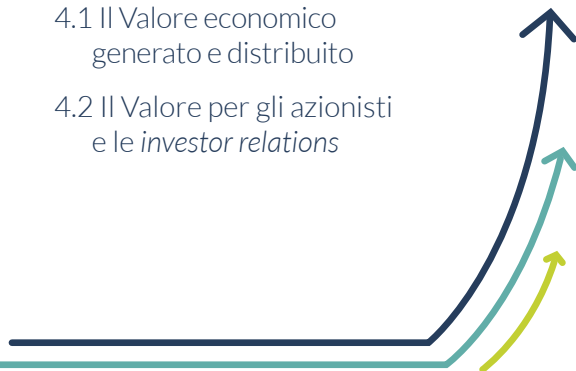 4.1 Il Valore economico
generato e distribuito
4.2 Il Valore per gli azionisti
e le investor relations